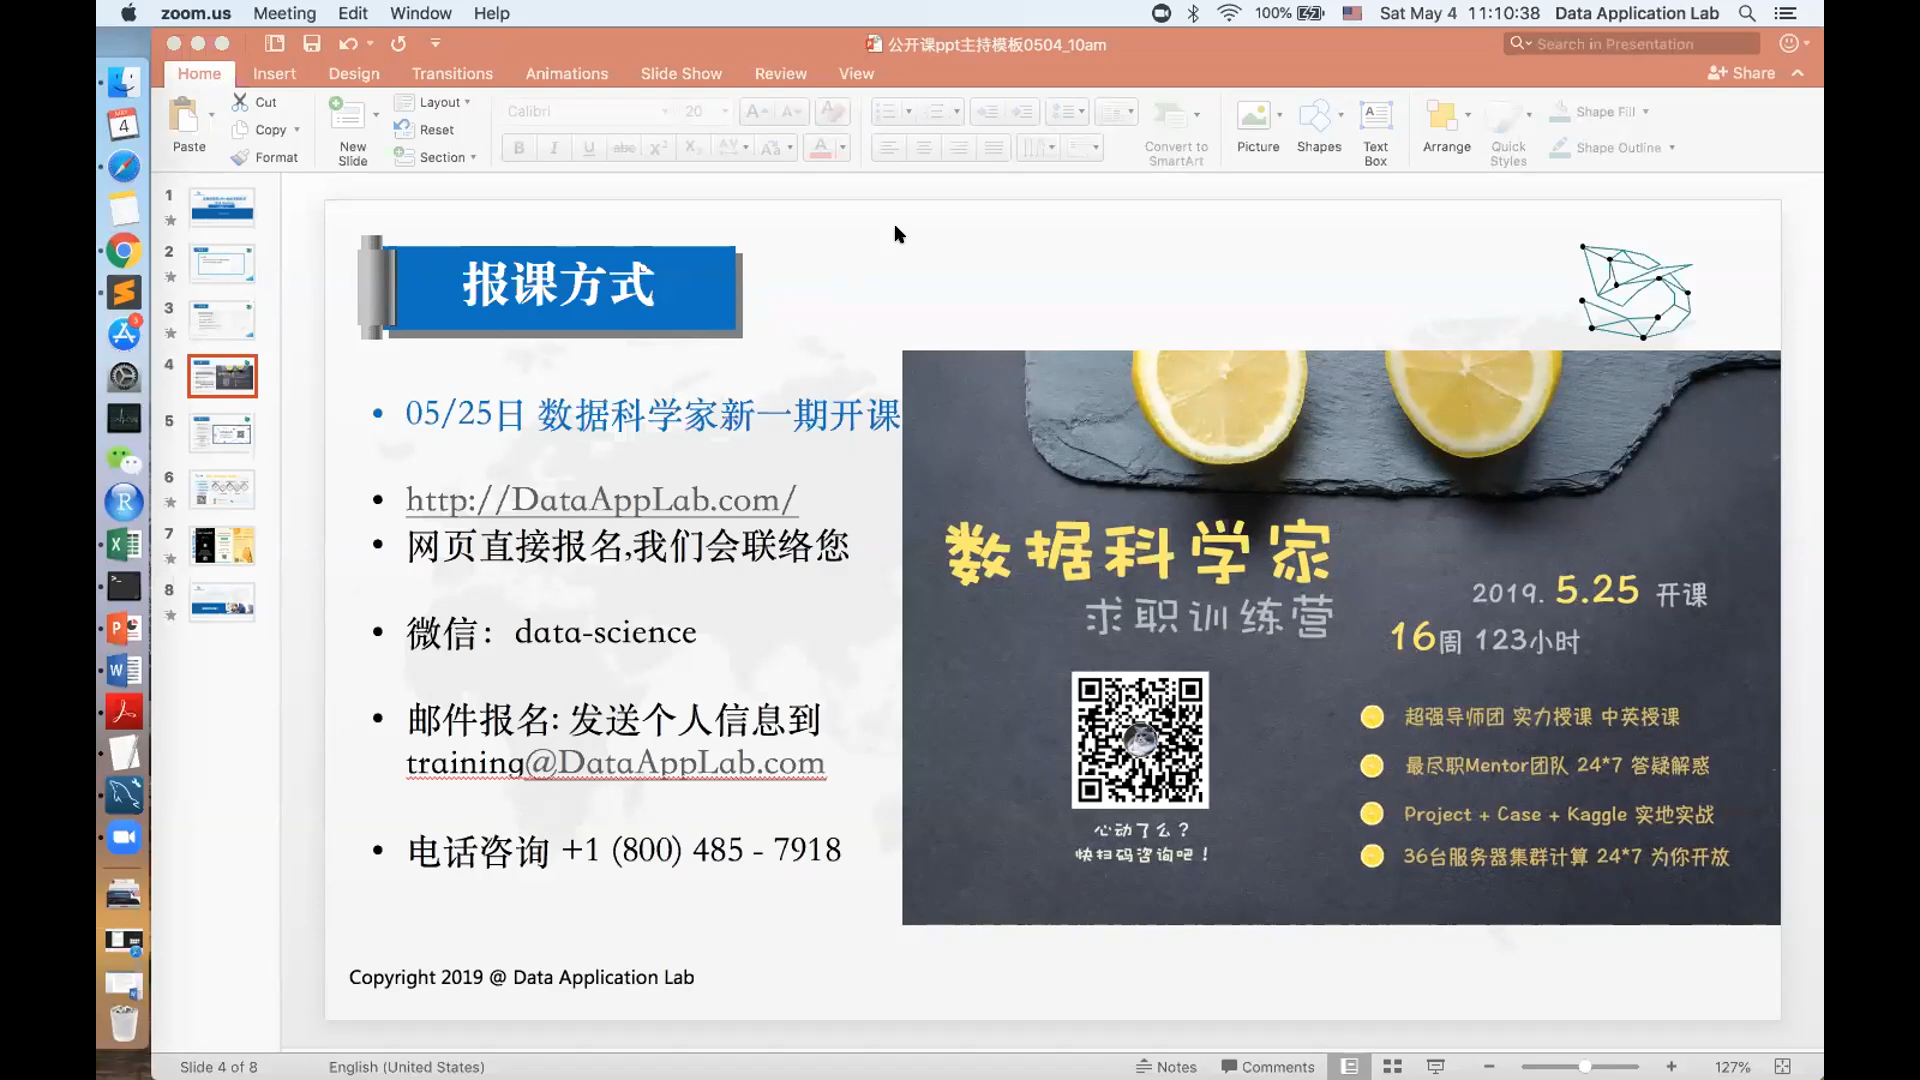 zoom.us Meeting Edit Window Help 100% Sat May 4 11:10:38 Data Application Lab
公开课ppt主持模板0504_10am Search in Presentation
Home Insert Design Transitions Animations Slide Show Review View Share
Paste Cut Copy Format New Slide Layout Reset Section Calibri 20 Convert to SmartArt Picture Shapes Text Box Arrange Quick Styles Shape Fill Shape Outline
1
2
3
4
5
6
7
8
报课方式
• 05/25日 数据科学家新一期开课
• http://DataAppLab.com/
• 网页直接报名,我们会联络您
• 微信：data-science
• 邮件报名: 发送个人信息到
training@DataAppLab.com
• 电话咨询 +1 (800) 485 - 7918
数据科学家
求职训练营
2019. 5.25 开课
16周 123小时
超强导师团 实力授课 中英授课
最尽职Mentor团队 24*7 答疑解惑
Project + Case + Kaggle 实地实战
36台服务器集群计算 24*7 为你开放
心动了么？
快扫码咨询吧！
Copyright 2019 @ Data Application Lab
Slide 4 of 8 English (United States) Notes Comments 127%